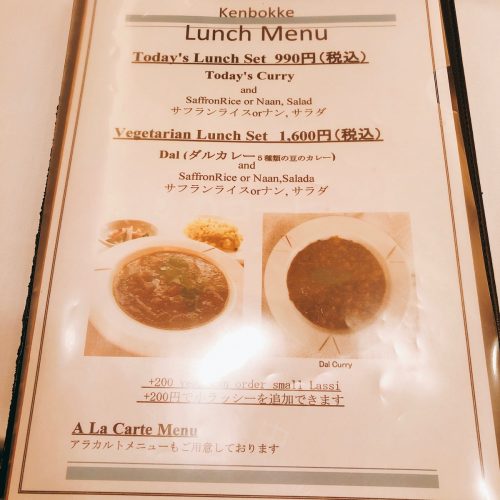 Kenbokke
Lunch Menu
Today's Lunch Set 990円(税込)
Today's Curry
and
SaffronRice or Naan, Salad
サフランライスorナン, サラダ
Vegetarian Lunch Set 1,600円(税込)
Dal (ダルカレー5種類の豆のカレー)
and
SaffronRice or Naan,Salada
サフランライスorナン, サラダ
Dal Curry
+200 order small Lassi
+200円で小ラッシーを追加できます
A La Carte Menu
アラカルトメニューもご用意しております